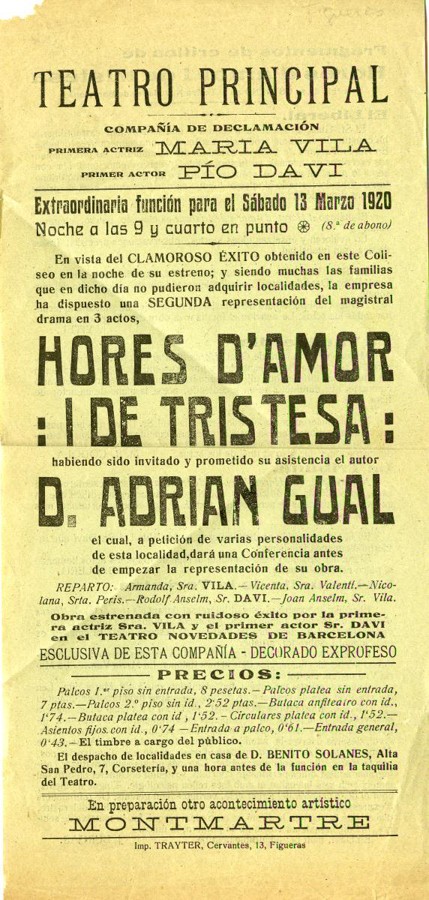 TEATRO PRINCIPAL
COMPAÑÍA DE DECLAMACIÓN
PRIMERA ACTRIZ MARIA VILA
PRIMER ACTOR PÍO DAVI
Extraordinaria función para el Sábado 13 Marzo 1920
Noche a las 9 y cuarto en punto (8.ª de abono)
En vista del CLAMOROSO ÉXITO obtenido en este Coli-
seo en la noche de su estreno; y siendo muchas las familias
que en dicho día no pudieron adquirir localidades, la empresa
ha dispuesto una SEGUNDA representación del magistral
drama en 3 actos,
HORES D'AMOR
: I DE TRISTESA :
habiendo sido invitado y prometido su asistencia el autor
D. ADRIAN GUAL
el cual, a petición de varias personalidades
de esta localidad,dará una Conferencia antes
de empezar la representación de su obra.
REPARTO: Armanda, Sra. VILA.—Vicenta, Sra. Valentí.—Nico-
lana, Srta. Peris.—Rodolf Anselm, Sr. DAVI.—Joan Anselm, Sr. Vila.
Obra estrenada con ruidoso éxito por la prime-
ra actriz Sra. VILA y el primer actor Sr. DAVI
en el TEATRO NOVEDADES DE BARCELONA
ESCLUSIVA DE ESTA COMPAÑIA - DECORADO EXPROFESO
PRECIOS:
Palcos 1.er piso sin entrada, 8 pesetas.—Palcos platea sin entrada,
7 ptas.—Palcos 2.º piso sin id., 2'52 ptas.—Butaca anfiteatro con id.,
1'74.—Butaca platea con id, 1'52.—Circulares platea con id., 1'52.—
Asientos fijos con id., 0'74—Entrada a palco, 0'61.—Entrada general,
0'43.—El timbre a cargo del público.
El despacho de localidades en casa de D. BENITO SOLANES, Alta
San Pedro, 7, Corsetería, y una hora antes de la función en la taquilla
del Teatro.
En preparación otro acontecimiento artístico
MONTMARTRE
Imp. TRAYTER, Cervantes, 13, Figueras